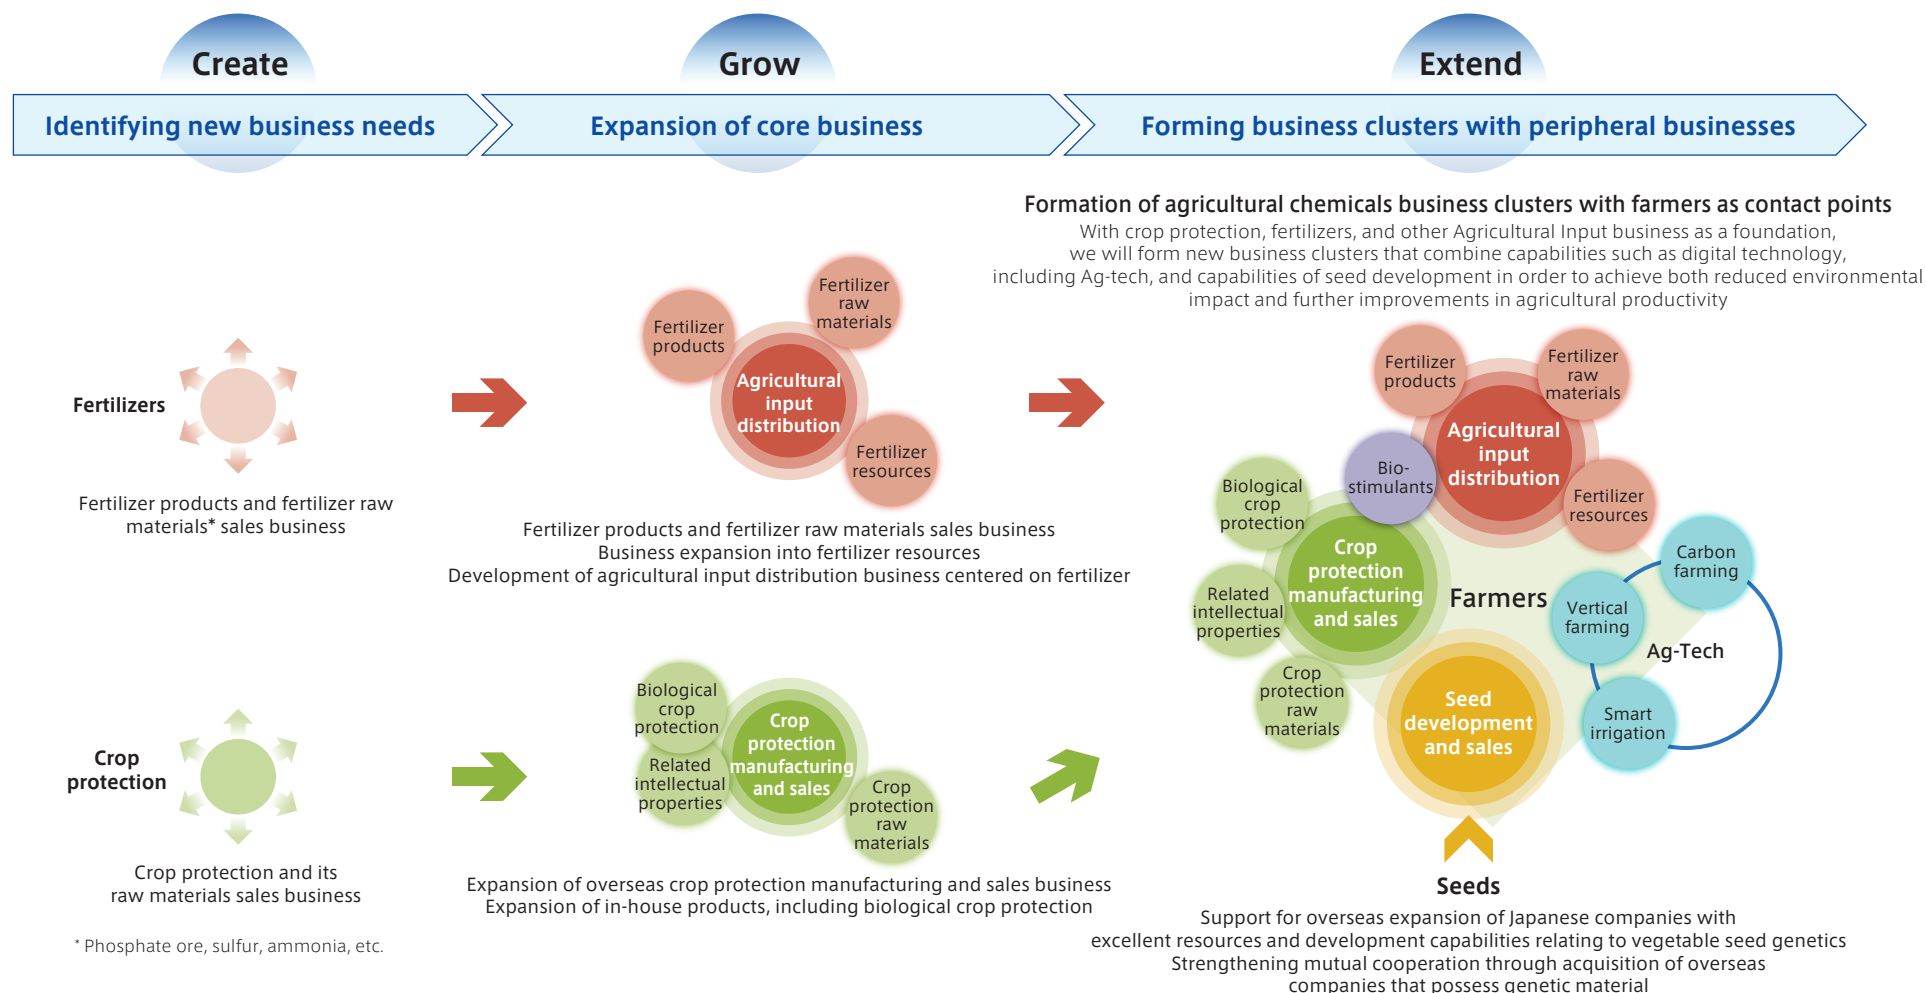 Create
Identifying new business needs
Grow
Expansion of core business
Extend
Forming business clusters with peripheral businesses
Fertilizers
Fertilizer products and fertilizer raw
materials* sales business
Crop
protection
Crop protection and its
raw materials sales business
* Phosphate ore, sulfur, ammonia, etc.
Fertilizer
products
Fertilizer
raw
materials
Agricultural
input
distribution
Fertilizer
resources
Fertilizer products and fertilizer raw materials sales business
Business expansion into fertilizer resources
Development of agricultural input distribution business centered on fertilizer
Biological
crop
protection
Related
intellectual
properties
Crop
protection
manufacturing
and sales
Crop
protection
raw
materials
Expansion of overseas crop protection manufacturing and sales business
Expansion of in-house products, including biological crop protection
Formation of agricultural chemicals business clusters with farmers as contact points
With crop protection, fertilizers, and other Agricultural Input business as a foundation,
we will form new business clusters that combine capabilities such as digital technology,
including Ag-tech, and capabilities of seed development in order to achieve both reduced environmental
impact and further improvements in agricultural productivity
Fertilizer
products
Fertilizer
raw
materials
Agricultural
input
distribution
Bio-
stimulants
Fertilizer
resources
Biological
crop
protection
Crop
protection
manufacturing
and sales
Related
intellectual
properties
Crop
protection
raw
materials
Farmers
Carbon
farming
Vertical
farming
Ag-Tech
Smart
irrigation
Seed
development
and sales
Seeds
Support for overseas expansion of Japanese companies with
excellent resources and development capabilities relating to vegetable seed genetics
Strengthening mutual cooperation through acquisition of overseas
companies that possess genetic material